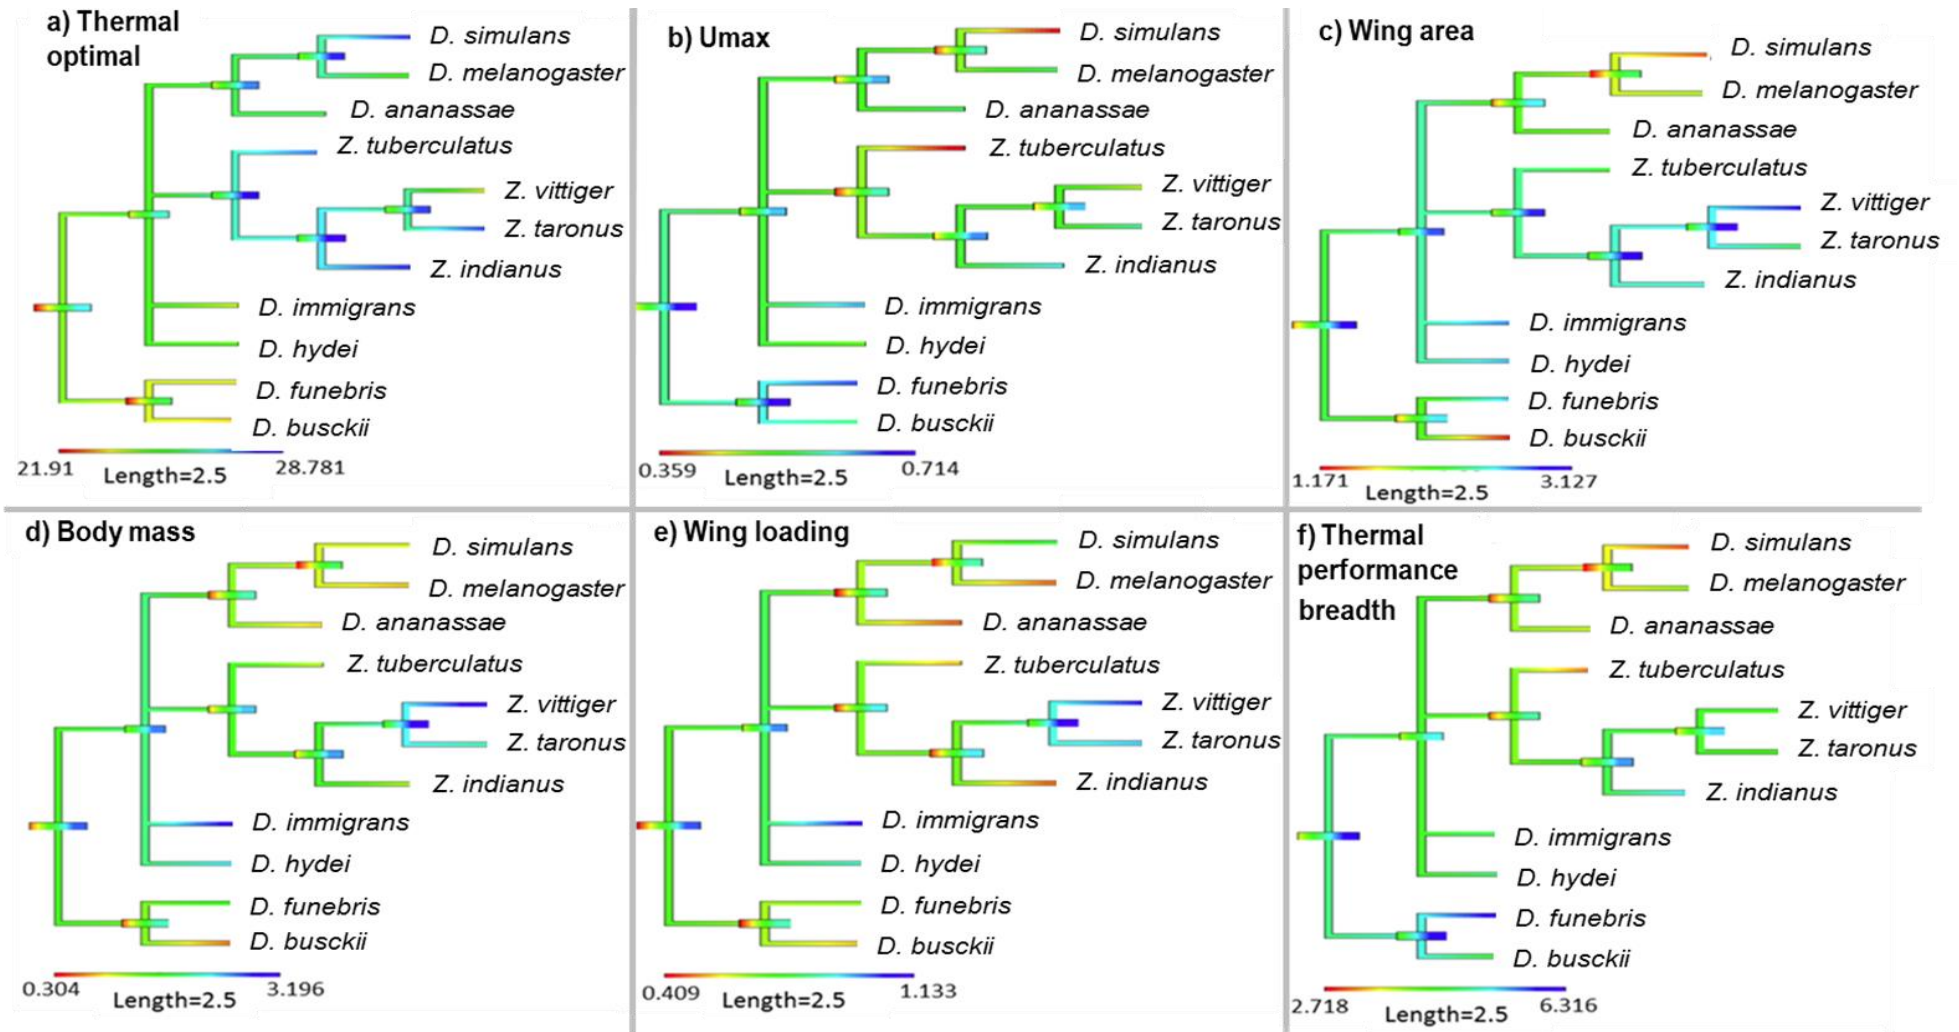 a) Thermal
optimal
D. simulans
D. melanogaster
D. ananassae
Z. tuberculatus
Z. vittiger
Z. taronus
Z. indianus
D. immigrans
D. hydei
D. funebris
D. busckii
21.91
28.781
Length=2.5
b) Umax
D. simulans
D. melanogaster
D. ananassae
Z. tuberculatus
Z. vittiger
Z. taronus
Z. indianus
D. immigrans
D. hydei
D. funebris
D. busckii
0.359
0.714
Length=2.5
c) Wing area
D. simulans
D. melanogaster
D. ananassae
Z. tuberculatus
Z. vittiger
Z. taronus
Z. indianus
D. immigrans
D. hydei
D. funebris
D. busckii
1.171
3.127
Length=2.5
d) Body mass
D. simulans
D. melanogaster
D. ananassae
Z. tuberculatus
Z. vittiger
Z. taronus
Z. indianus
D. immigrans
D. hydei
D. funebris
D. busckii
0.304
3.196
Length=2.5
e) Wing loading
D. simulans
D. melanogaster
D. ananassae
Z. tuberculatus
Z. vittiger
Z. taronus
Z. indianus
D. immigrans
D. hydei
D. funebris
D. busckii
0.409
1.133
Length=2.5
f) Thermal
performance
breadth
D. simulans
D. melanogaster
D. ananassae
Z. tuberculatus
Z. vittiger
Z. taronus
Z. indianus
D. immigrans
D. hydei
D. funebris
D. busckii
2.718
6.316
Length=2.5